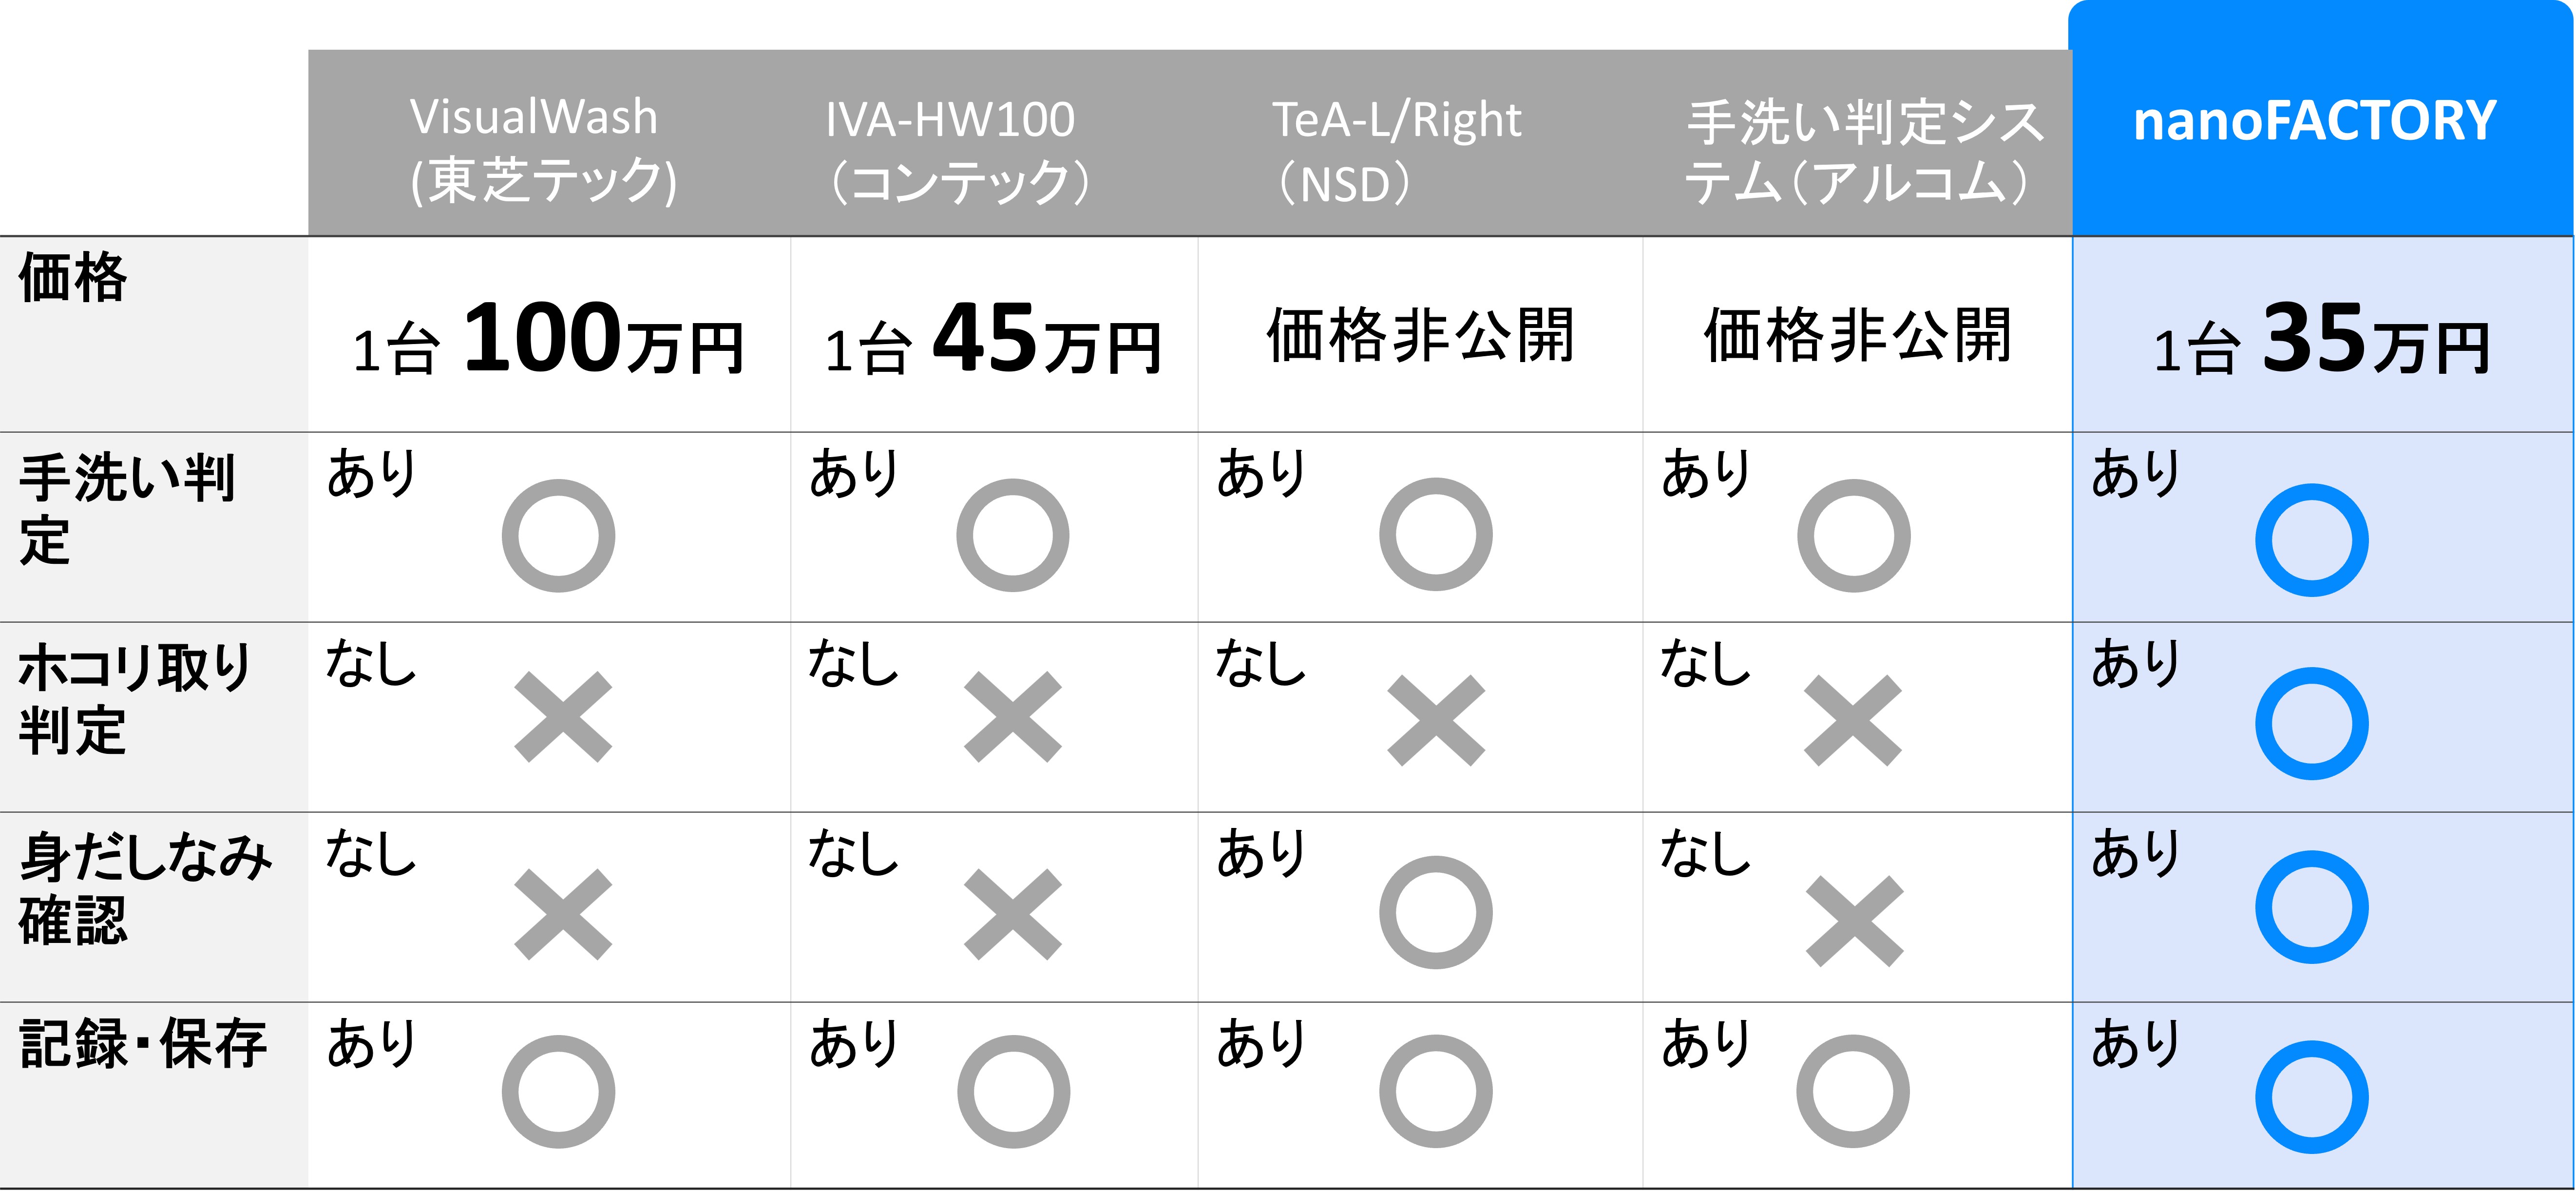 VisualWash
(東芝テック)
IVA-HW100
（コンテック）
TeA-L/Right
（NSD）
手洗い判定シス
テム（アルコム）
nanoFACTORY
価格
1台 100万円
1台 45万円
価格非公開
価格非公開
1台 35万円
手洗い判
定
あり
あり
あり
あり
あり
ホコリ取り
判定
なし
なし
なし
なし
あり
身だしなみ
確認
なし
なし
あり
なし
あり
記録・保存
あり
あり
あり
あり
あり